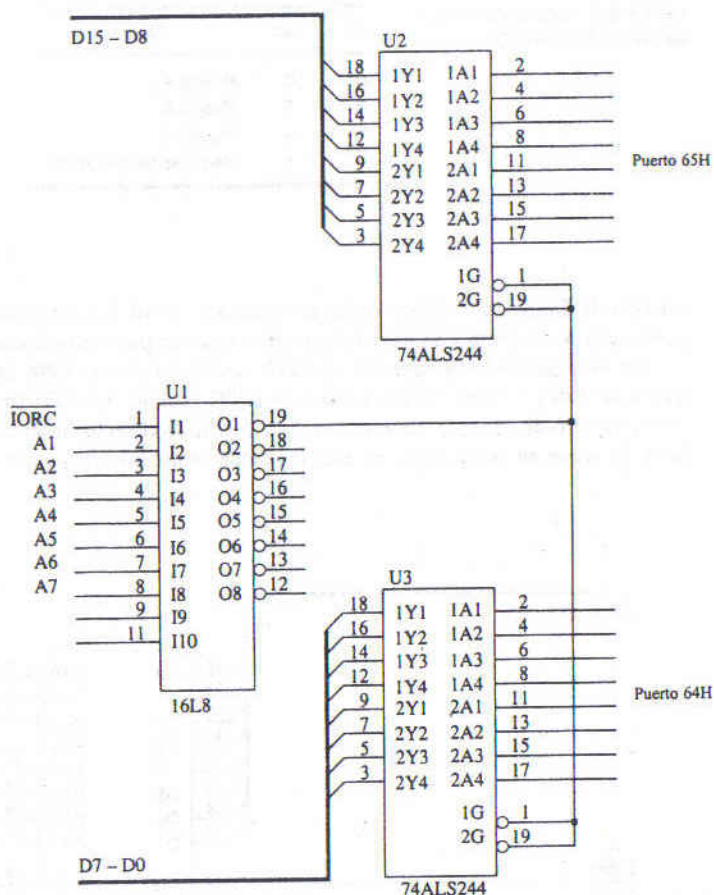 D15 – D8
U2
18 1Y1 1A1 2
16 1Y2 1A2 4
14 1Y3 1A3 6
12 1Y4 1A4 8
9 2Y1 2A1 11
7 2Y2 2A2 13
5 2Y3 2A3 15
3 2Y4 2A4 17
Puerto 65H
1G 1
2G 19
74ALS244
U1
IORC 1 I1 O1 19
A1 2 I2 O2 18
A2 3 I3 O3 17
A3 4 I4 O4 16
A4 5 I5 O5 15
A5 6 I6 O6 14
A6 7 I7 O7 13
A7 8 I8 O8 12
9 I9
11 I10
16L8
U3
18 1Y1 1A1 2
16 1Y2 1A2 4
14 1Y3 1A3 6
12 1Y4 1A4 8
9 2Y1 2A1 11
7 2Y2 2A2 13
5 2Y3 2A3 15
3 2Y4 2A4 17
Puerto 64H
1G 1
2G 19
D7 – D0
74ALS244